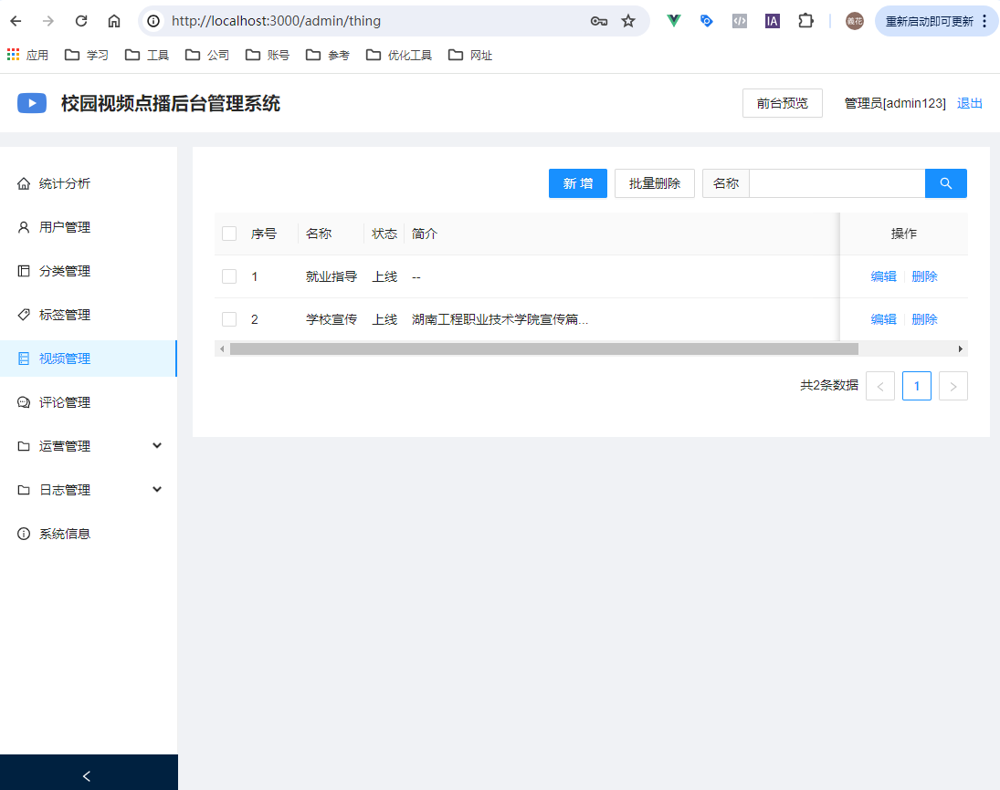 http://localhost:3000/admin/thing
IA
義花
重新启动即可更新
应用 学习 工具 公司 账号 参考 优化工具 网址
校园视频点播后台管理系统
前台预览 管理员[admin123] 退出
统计分析
用户管理
分类管理
标签管理
视频管理
评论管理
运营管理
日志管理
系统信息
新 增 批量删除 名称
序号 名称 状态 简介 操作
1 就业指导 上线 -- 编辑 删除
2 学校宣传 上线 湖南工程职业技术学院宣传篇... 编辑 删除
共2条数据 < 1 >